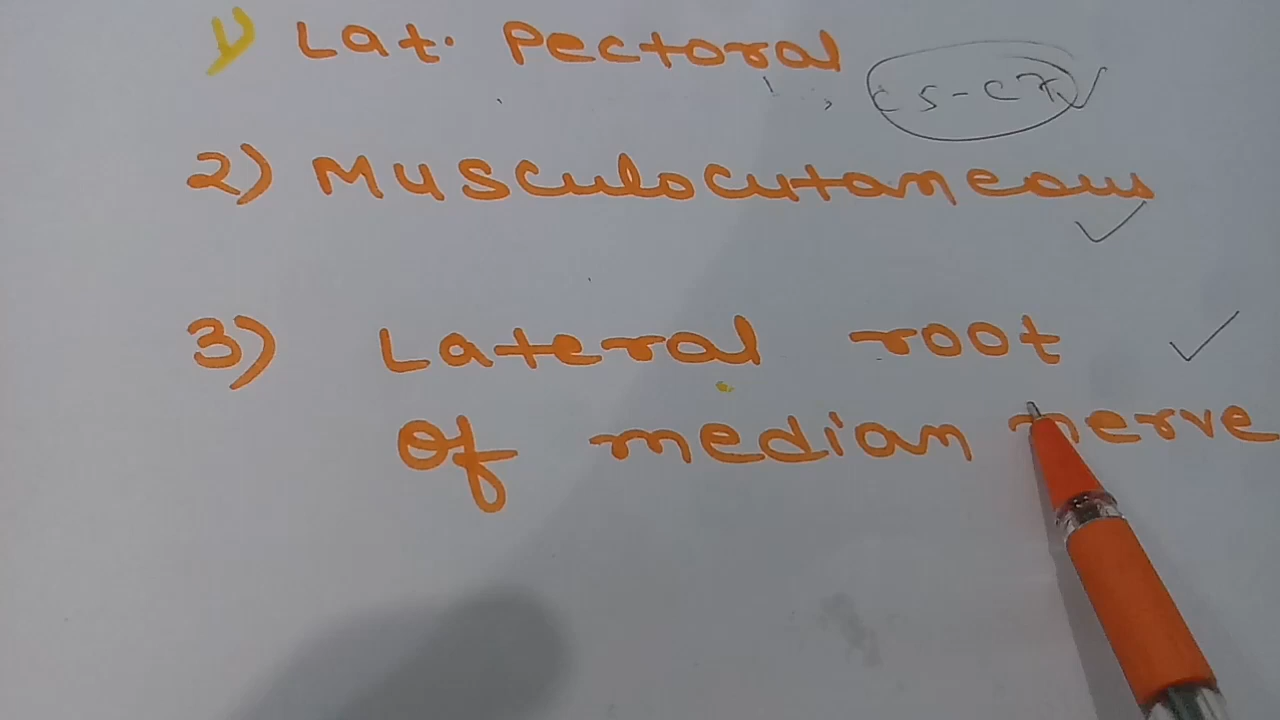 1) Lat. Pectoral
C5-C7
2) Musculocutaneous
3) Lateral root
Of median nerve